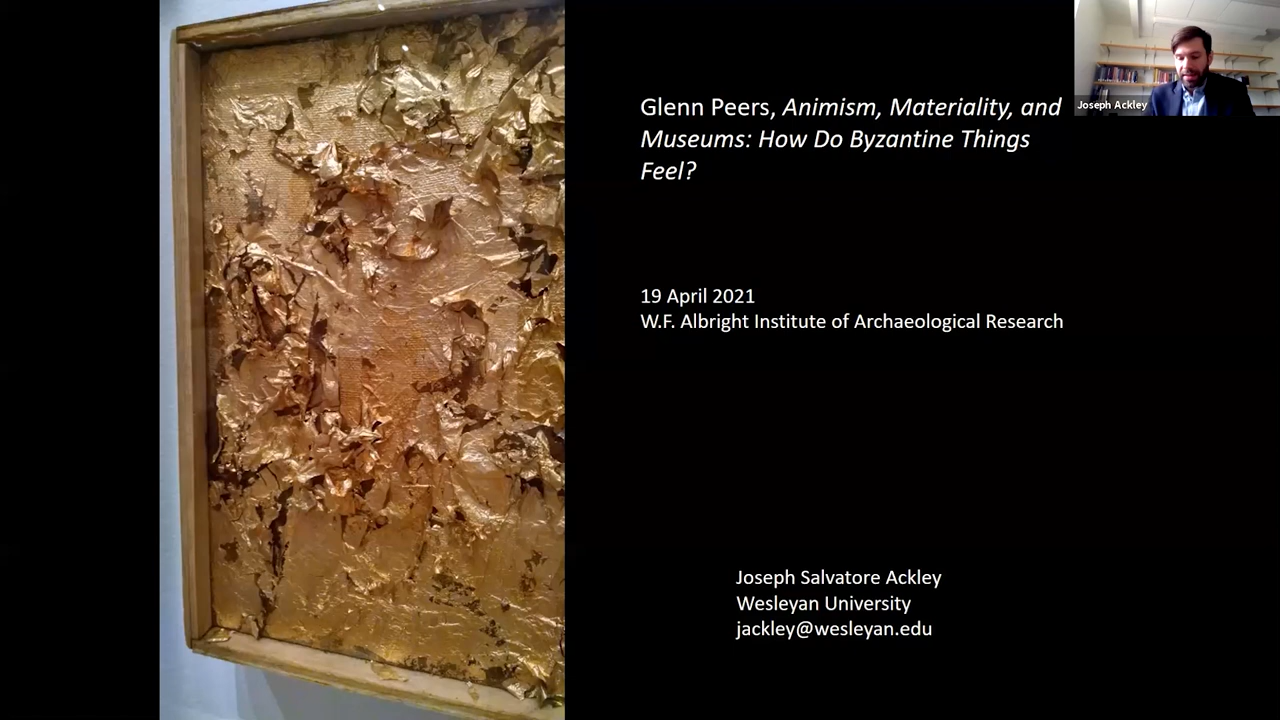 Glenn Peers, Animism, Materiality, and
Museums: How Do Byzantine Things
Feel?
Joseph Ackley
19 April 2021
W.F. Albright Institute of Archaeological Research
Joseph Salvatore Ackley
Wesleyan University
jackley@wesleyan.edu